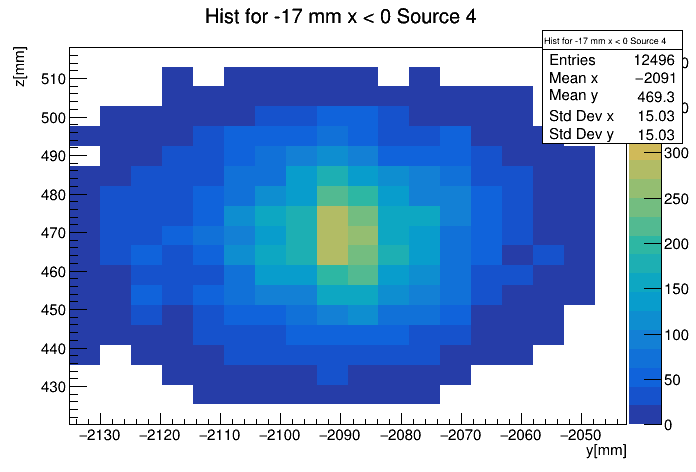 Hist for -17 mm x < 0 Source 4
z[mm]
Hist for -17 mm x < 0 Source 4
Entries 12496
Mean x −2091
Mean y 469.3
Std Dev x 15.03
Std Dev y 15.03
510
500
490
480
470
460
450
440
430
300
250
200
150
100
50
0
−2130 −2120 −2110 −2100 −2090 −2080 −2070 −2060 −2050
y[mm]